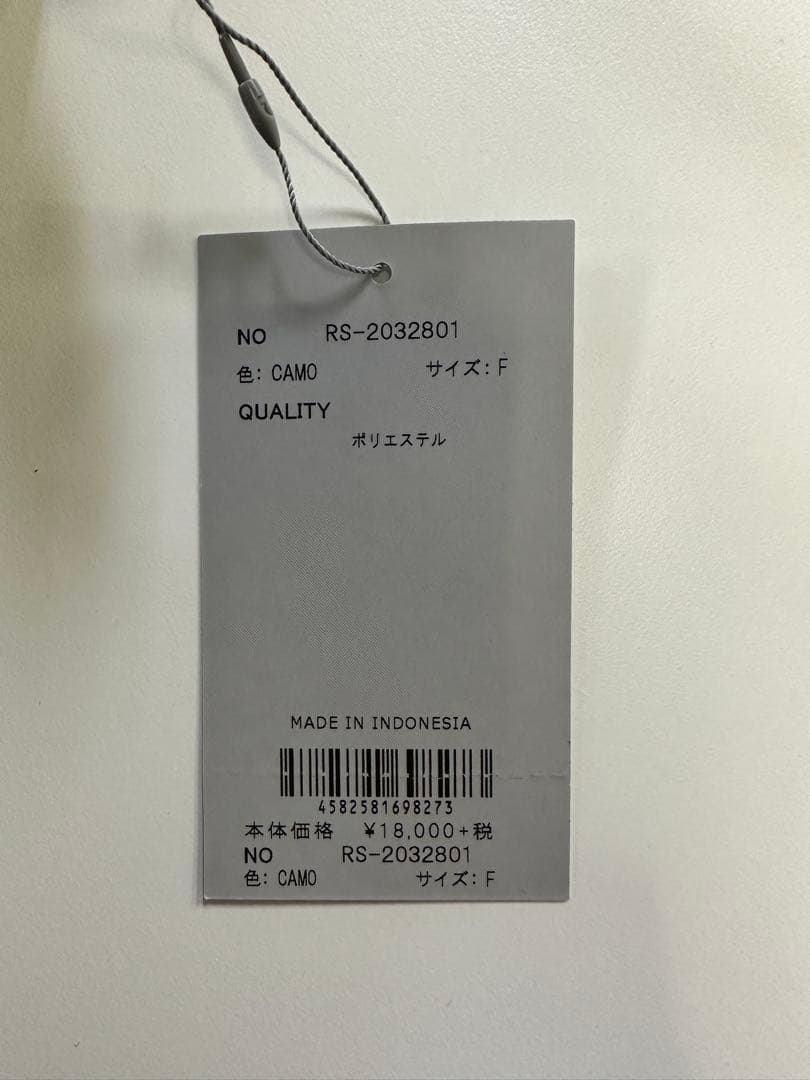 NO RS-2032801
色: CAMO サイズ: F
QUALITY
ポリエステル
MADE IN INDONESIA
4582581698273
本体価格 ¥18,000+税
NO RS-2032801
色: CAMO サイズ: F